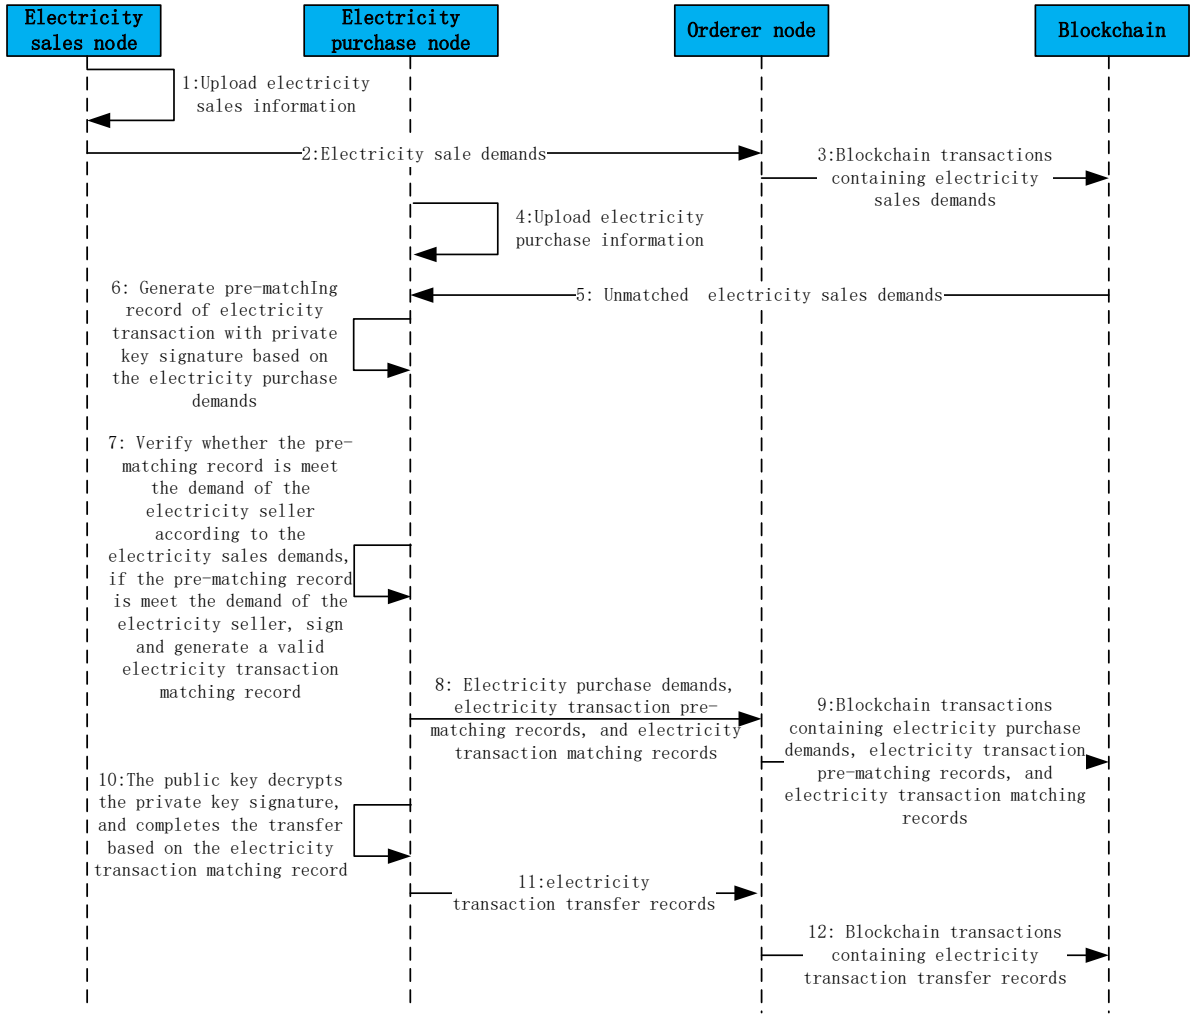 Electricity
sales node
Electricity
purchase node
Orderer node
Blockchain
1:Upload electricity
sales information
2:Electricity sale demands
3:Blockchain transactions
containing electricity
sales demands
4:Upload electricity
purchase information
5: Unmatched electricity sales demands
6: Generate pre-matchIng
record of electricity
transaction with private
key signature based on
the electricity purchase
demands
7: Verify whether the pre-
matching record is meet
the demand of the
electricity seller
according to the
electricity sales demands,
if the pre-matching record
is meet the demand of the
electricity seller, sign
and generate a valid
electricity transaction
matching record
8: Electricity purchase demands,
electricity transaction pre-
matching records, and electricity
transaction matching records
9:Blockchain transactions
containing electricity purchase
demands, electricity transaction
pre-matching records, and
electricity transaction matching
records
10:The public key decrypts
the private key signature,
and completes the transfer
based on the electricity
transaction matching record
11:electricity
transaction transfer records
12: Blockchain transactions
containing electricity
transaction transfer records